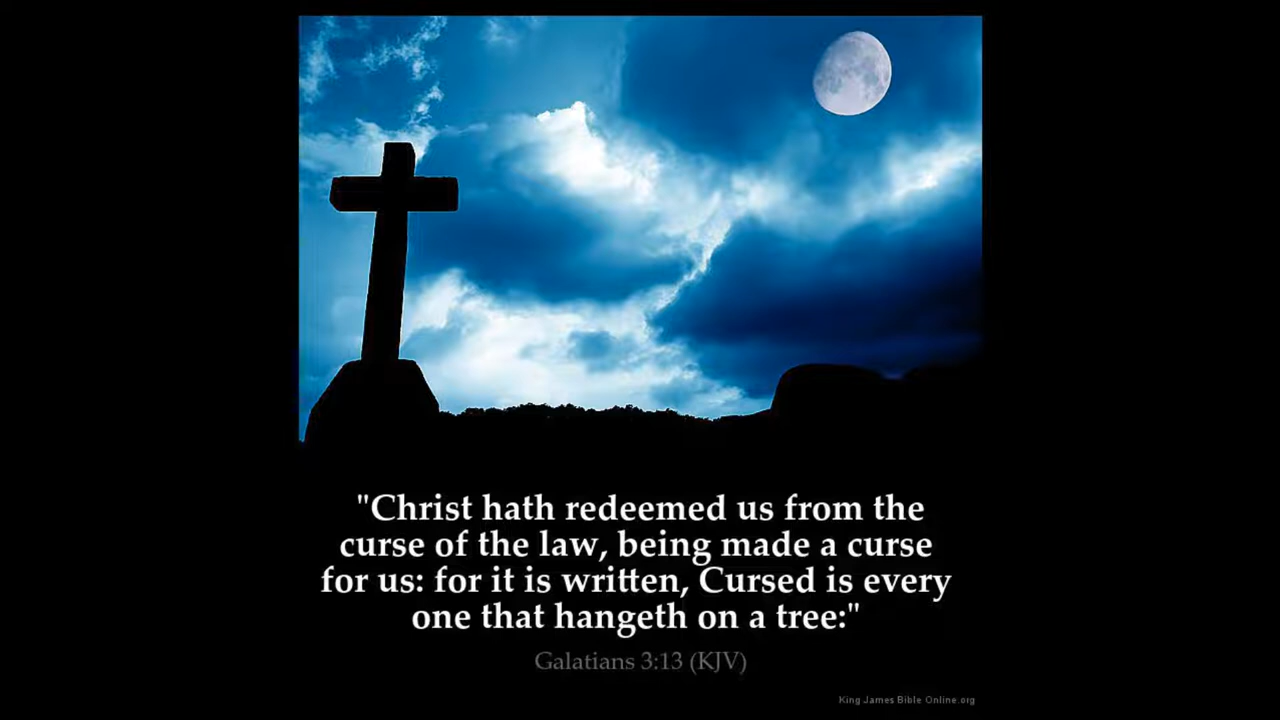 "Christ hath redeemed us from the
curse of the law, being made a curse
for us: for it is written, Cursed is every
one that hangeth on a tree:"
Galatians 3:13 (KJV)
King James Bible Online.org